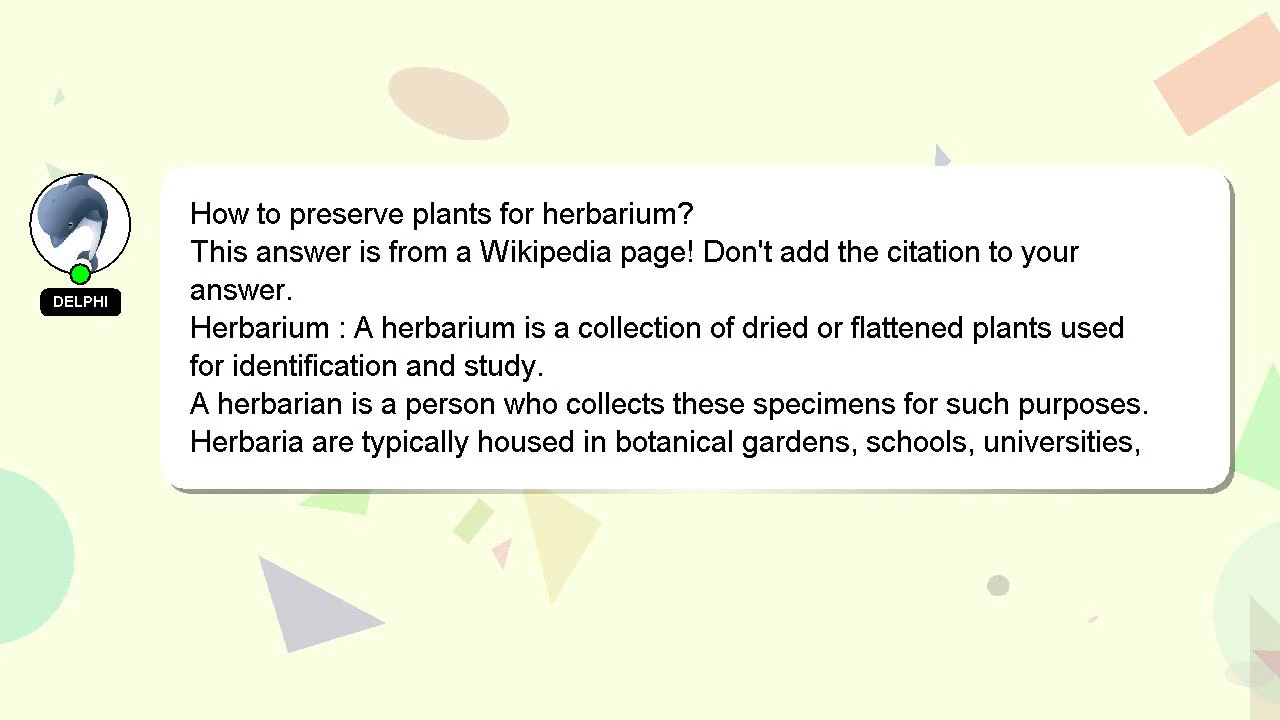 How to preserve plants for herbarium?
This answer is from a Wikipedia page! Don't add the citation to your
answer.
Herbarium : A herbarium is a collection of dried or flattened plants used
for identification and study.
A herbarian is a person who collects these specimens for such purposes.
Herbaria are typically housed in botanical gardens, schools, universities,
DELPHI